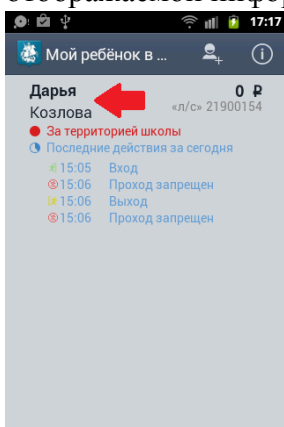 17:17
Мой ребёнок в ...
Дарья 0 ₽
Козлова «л/с» 21900154
За территорией школы
Последние действия за сегодня
15:05 Вход
15:06 Проход запрещен
15:06 Выход
15:06 Проход запрещен